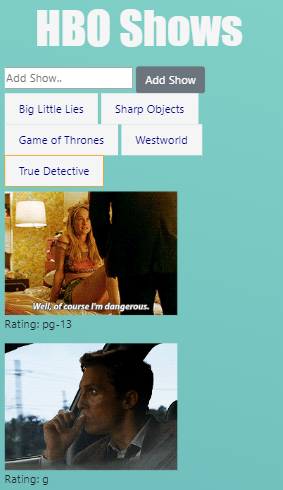 HBO Shows
Add Show.. Add Show
Big Little Lies Sharp Objects
Game of Thrones Westworld
True Detective
Well, of course I'm dangerous.
Rating: pg-13
Rating: g